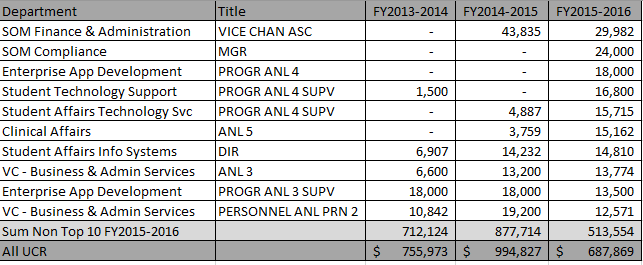 Department Title FY2013-2014 FY2014-2015 FY2015-2016
SOM Finance & Administration VICE CHAN ASC - 43,835 29,982
SOM Compliance MGR - - 24,000
Enterprise App Development PROGR ANL 4 - - 18,000
Student Technology Support PROGR ANL 4 SUPV 1,500 - 16,800
Student Affairs Technology Svc PROGR ANL 4 SUPV - 4,887 15,715
Clinical Affairs ANL 5 - 3,759 15,162
Student Affairs Info Systems DIR 6,907 14,232 14,810
VC - Business & Admin Services ANL 3 6,600 13,200 13,774
Enterprise App Development PROGR ANL 3 SUPV 18,000 18,000 13,500
VC - Business & Admin Services PERSONNEL ANL PRN 2 10,842 19,200 12,571
Sum Non Top 10 FY2015-2016 712,124 877,714 513,554
All UCR $ 755,973 $ 994,827 $ 687,869